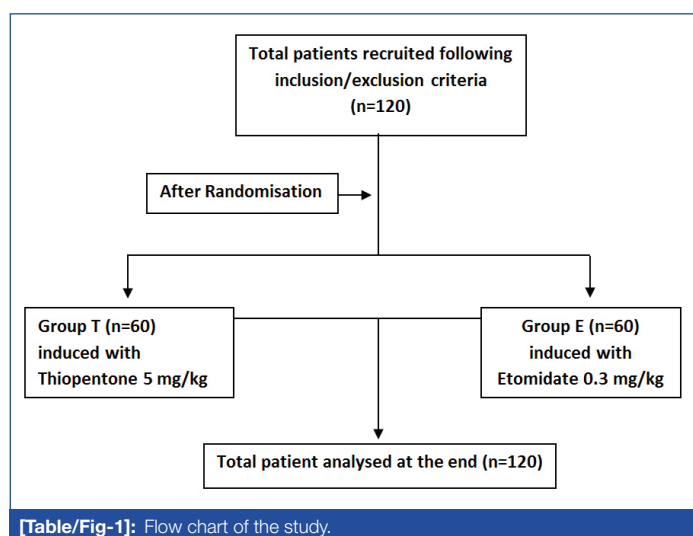 Total patients recruited following
inclusion/exclusion criteria
(n=120)
After Randomisation
Group T (n=60)
induced with
Thiopentone 5 mg/kg
Group E (n=60)
induced with
Etomidate 0.3 mg/kg
Total patient analysed at the end (n=120)
[Table/Fig-1]: Flow chart of the study.